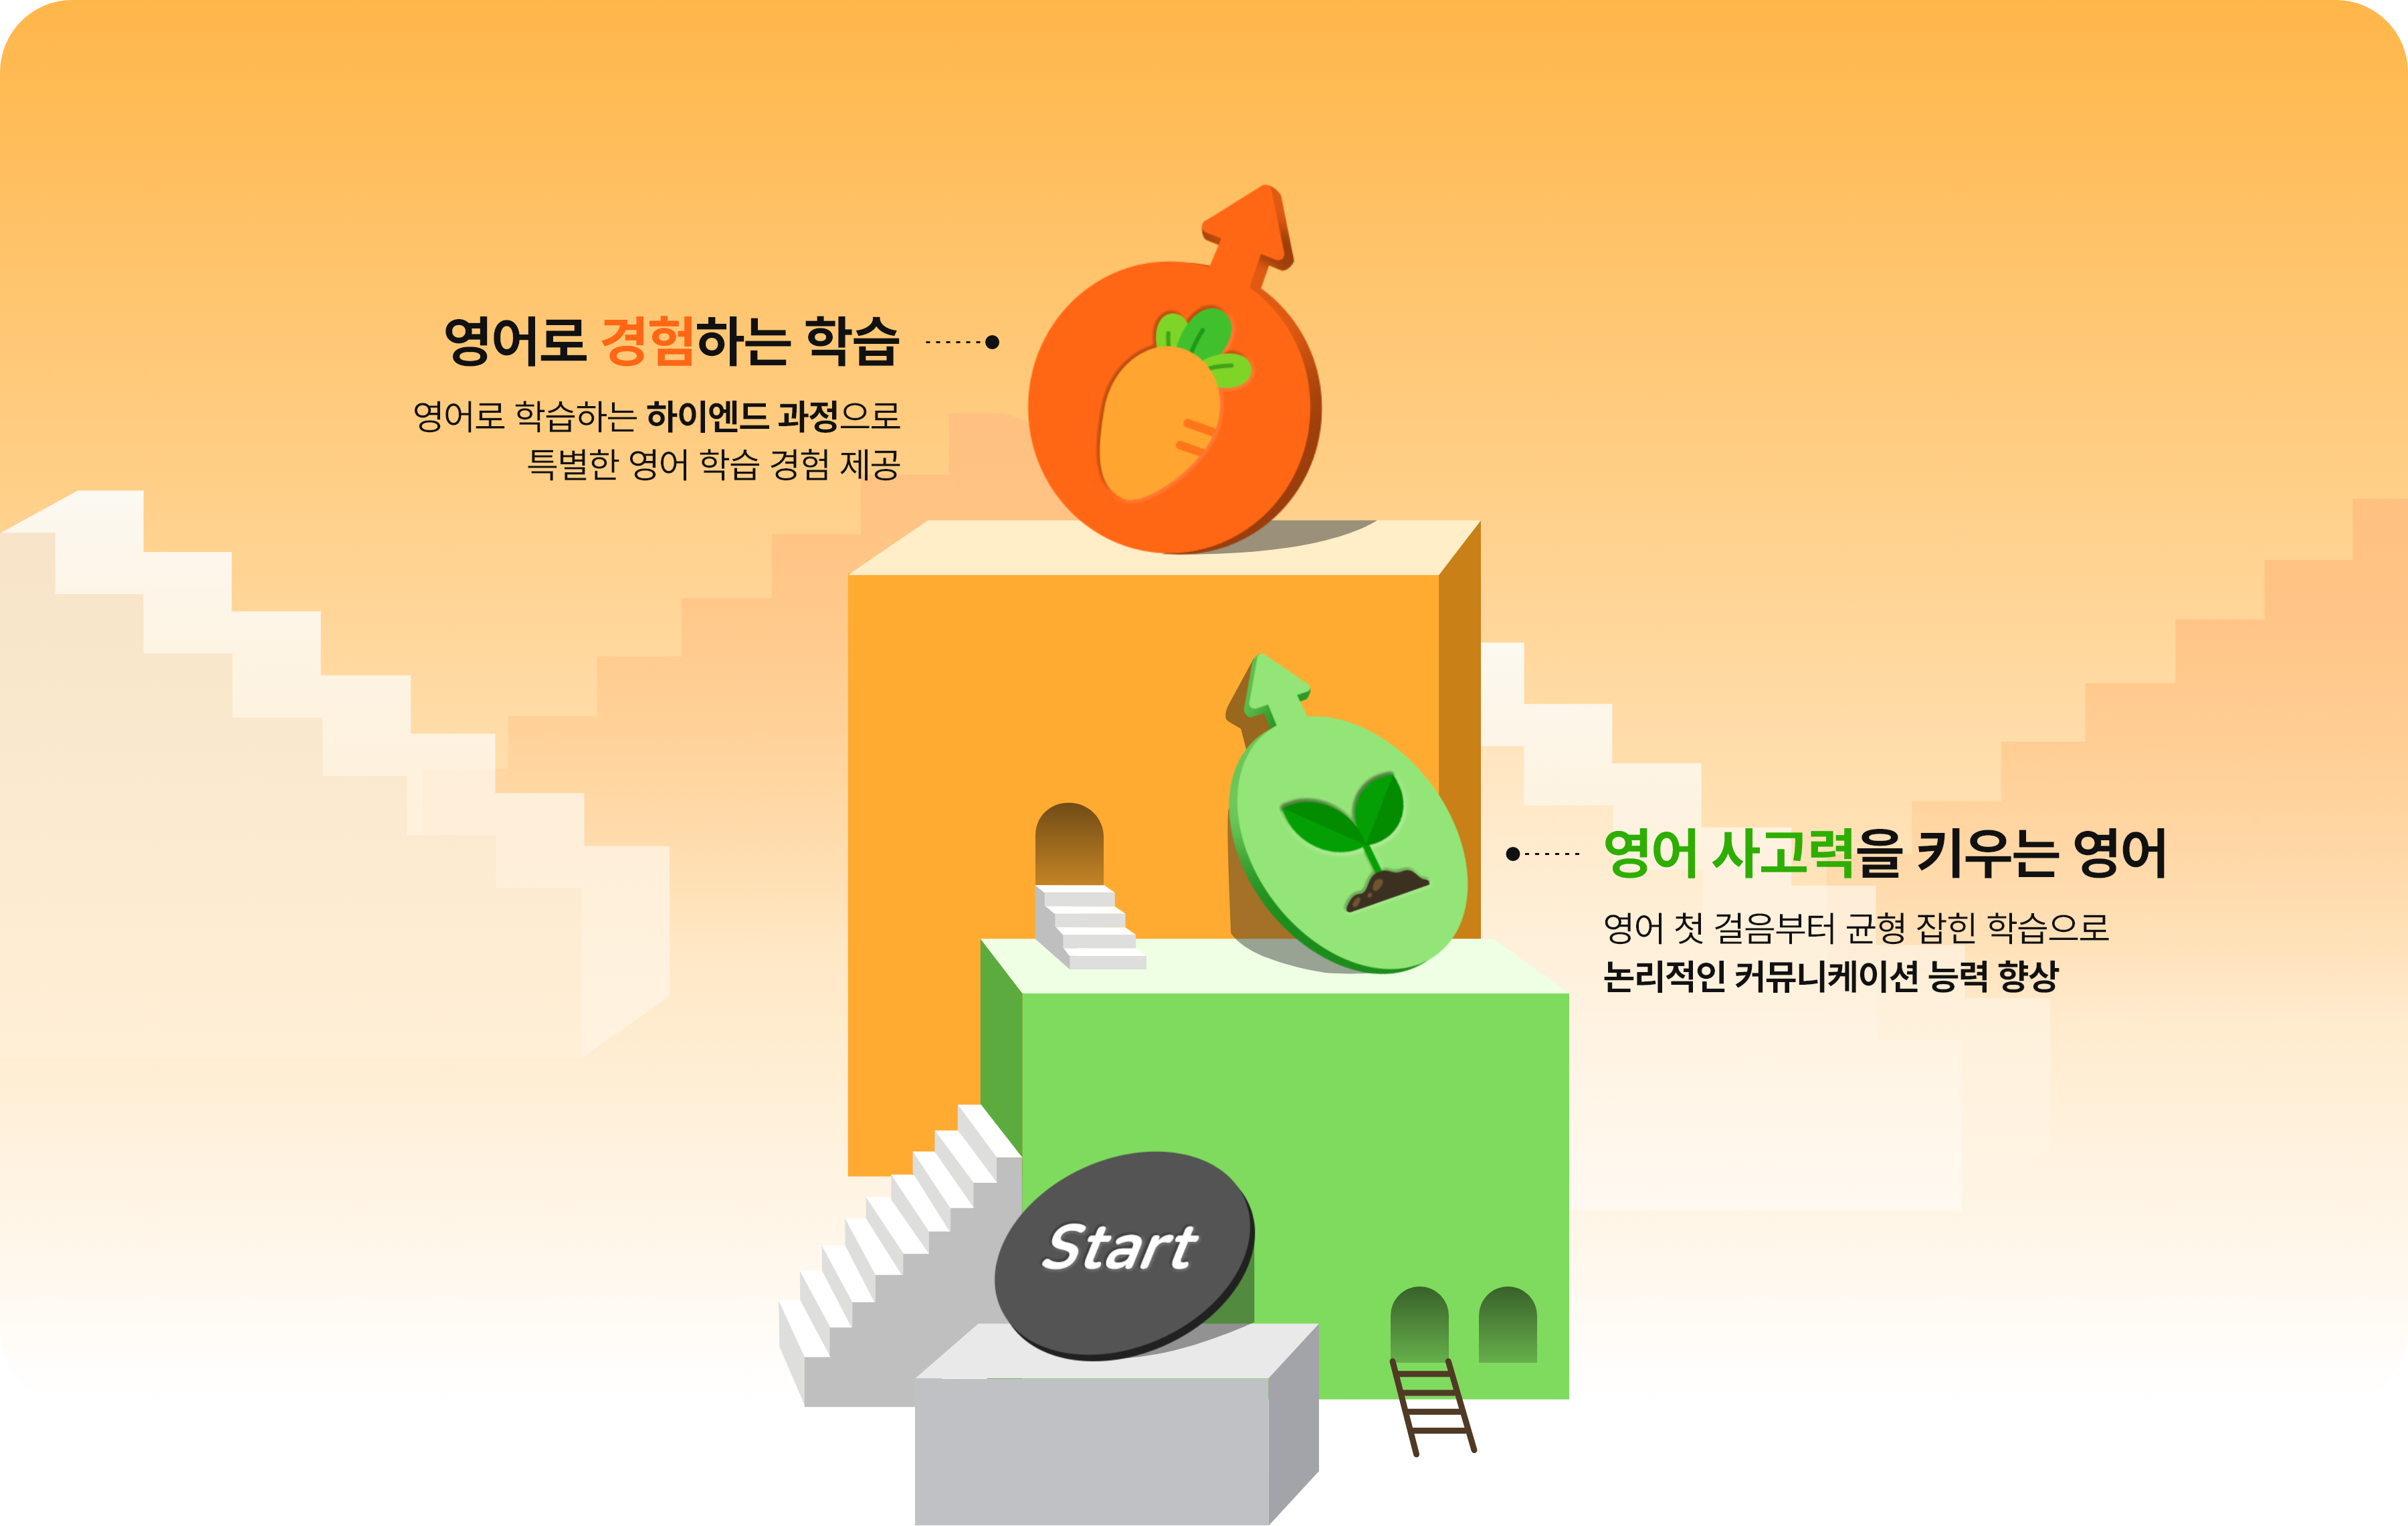 영어로 경험하는 학습
영어로 학습하는 하이엔드 과정으로
특별한 영어 학습 경험 제공
영어 사고력을 키우는 영어
영어 첫 걸음부터 균형 잡힌 학습으로
논리적인 커뮤니케이션 능력 향상
Start